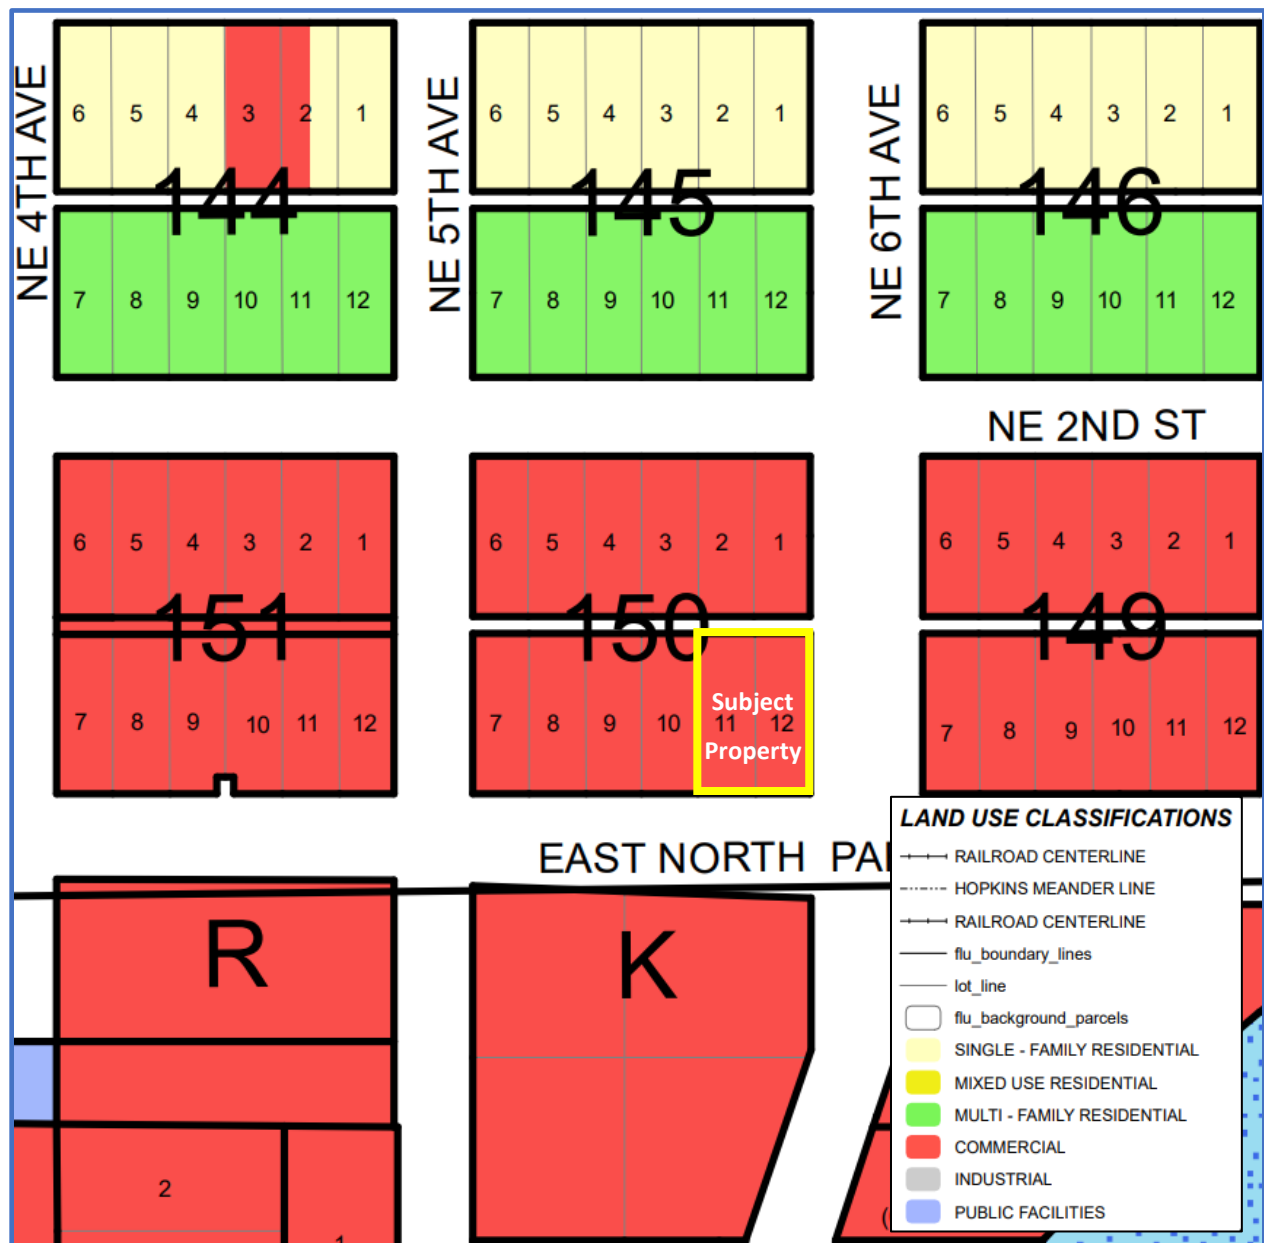 NE 4TH AVE
6 5 4 3 2 1
144
7 8 9 10 11 12
NE 5TH AVE
6 5 4 3 2 1
145
7 8 9 10 11 12
NE 6TH AVE
6 5 4 3 2 1
146
7 8 9 10 11 12
NE 2ND ST
6 5 4 3 2 1
151
7 8 9 10 11 12
6 5 4 3 2 1
150
7 8 9 10 11 12
Subject
Property
6 5 4 3 2 1
149
7 8 9 10 11 12
EAST NORTH PA
R
K
2
1
LAND USE CLASSIFICATIONS
RAILROAD CENTERLINE
HOPKINS MEANDER LINE
RAILROAD CENTERLINE
flu_boundary_lines
lot_line
flu_background_parcels
SINGLE - FAMILY RESIDENTIAL
MIXED USE RESIDENTIAL
MULTI - FAMILY RESIDENTIAL
COMMERCIAL
INDUSTRIAL
PUBLIC FACILITIES